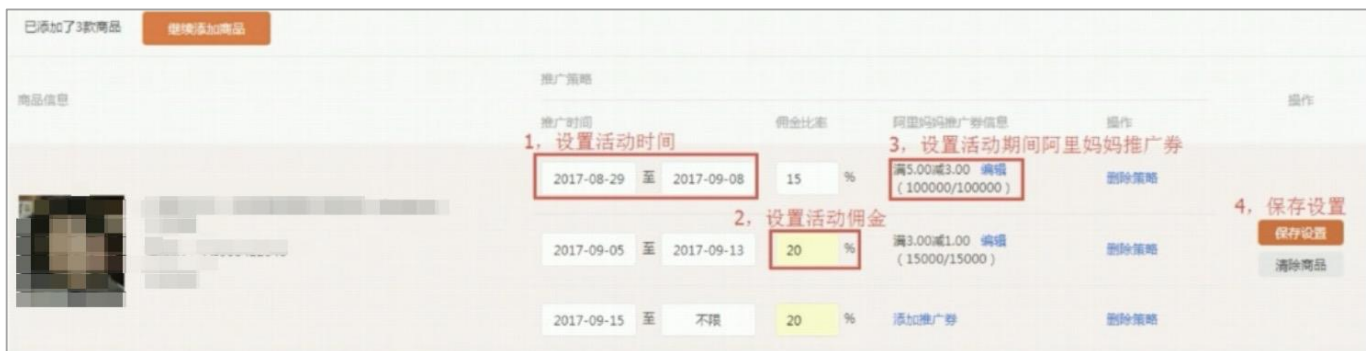 已添加了3款商品 继续添加商品
推广策略
商品信息 操作
推广时间 佣金比率 阿里妈妈推广券信息 操作
1，设置活动时间 3，设置活动期间阿里妈妈推广券
2017-08-29 至 2017-09-08 15 % 满5.00减3.00 编辑 删除策略
(100000/100000)
2，设置活动佣金 4，保存设置
保存设置
2017-09-05 至 2017-09-13 20 % 满3.00减1.00 编辑 删除策略
(15000/15000)
清除商品
2017-09-15 至 不限 20 % 添加推广券 删除策略